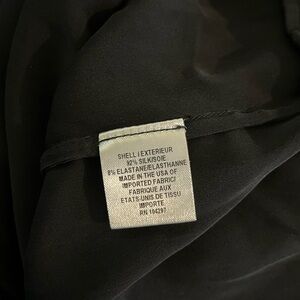 SHELL / EXTERIEUR
92% SILK/SOIE
8% ELASTANE/ELASTHANNE
MADE IN THE USA OF
IMPORTED FABRIC/
FABRIQUE AUX
ETATS-UNIS DE TISSU
IMPORTE
RN 104297